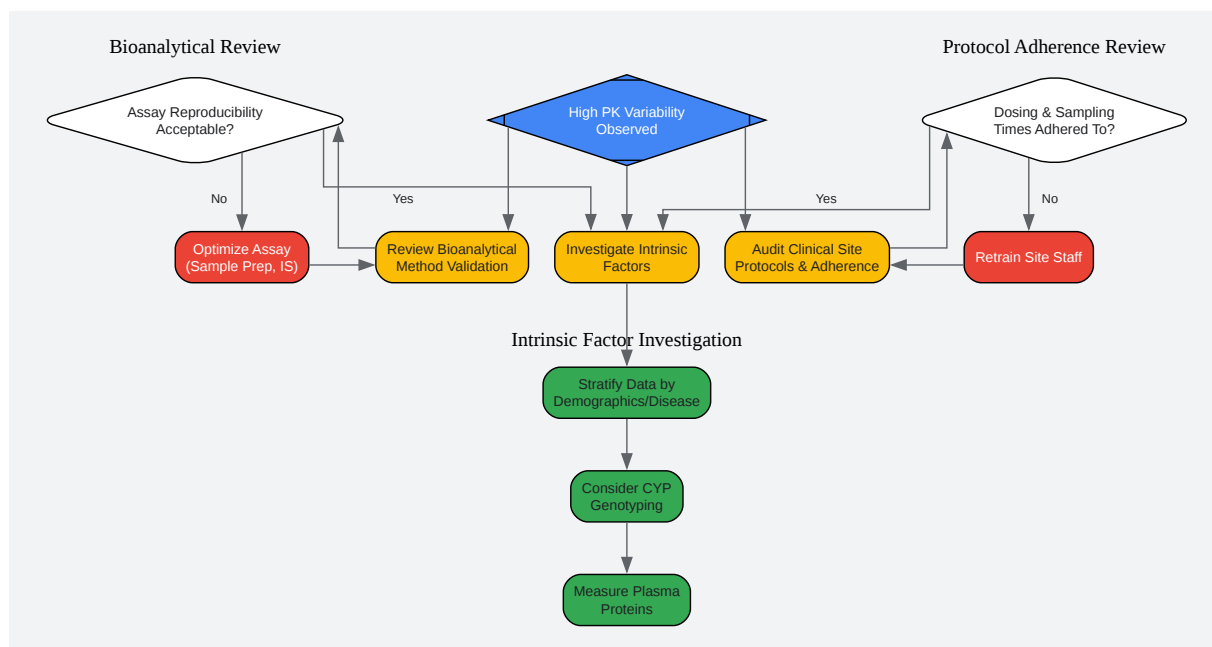 Bioanalytical Review
Protocol Adherence Review
Assay Reproducibility
Acceptable?
High PK Variability
Observed
Dosing & Sampling
Times Adhered To?
No
Yes
Yes
No
Optimize Assay
(Sample Prep, IS)
Review Bioanalytical
Method Validation
Investigate Intrinsic
Factors
Audit Clinical Site
Protocols & Adherence
Retrain Site Staff
Intrinsic Factor Investigation
Stratify Data by
Demographics/Disease
Consider CYP
Genotyping
Measure Plasma
Proteins